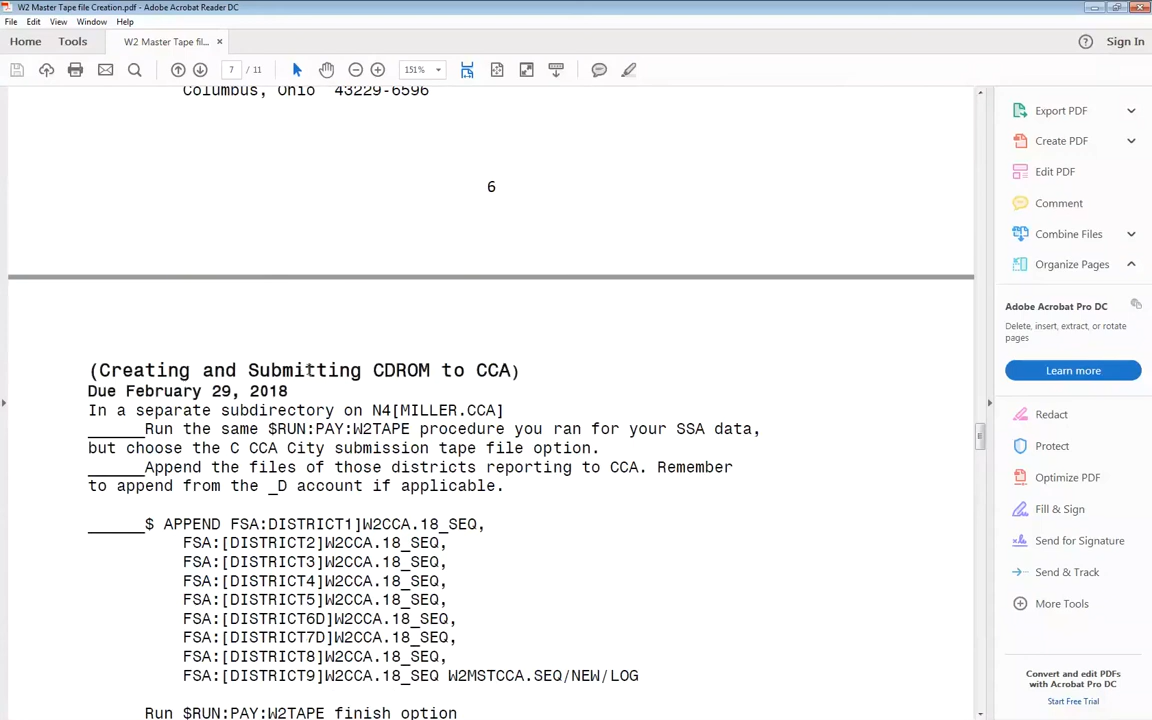 W2 Master Tape file Creation.pdf - Adobe Acrobat Reader DC
File Edit View Window Help
Home Tools W2 Master Tape fil... × Sign In
7 / 11 151%
Columbus, Ohio 43229-6596
6
(Creating and Submitting CDROM to CCA)
Due February 29, 2018
In a separate subdirectory on N4[MILLER.CCA]
______Run the same $RUN:PAY:W2TAPE procedure you ran for your SSA data,
but choose the C CCA City submission tape file option.
______Append the files of those districts reporting to CCA. Remember
to append from the _D account if applicable.
______$ APPEND FSA:DISTRICT1]W2CCA.18_SEQ,
FSA:[DISTRICT2]W2CCA.18_SEQ,
FSA:[DISTRICT3]W2CCA.18_SEQ,
FSA:[DISTRICT4]W2CCA.18_SEQ,
FSA:[DISTRICT5]W2CCA.18_SEQ,
FSA:[DISTRICT6D]W2CCA.18_SEQ,
FSA:[DISTRICT7D]W2CCA.18_SEQ,
FSA:[DISTRICT8]W2CCA.18_SEQ,
FSA:[DISTRICT9]W2CCA.18_SEQ W2MSTCCA.SEQ/NEW/LOG
Run $RUN:PAY:W2TAPE finish option
Export PDF
Create PDF
Edit PDF
Comment
Combine Files
Organize Pages
Adobe Acrobat Pro DC
Delete, insert, extract, or rotate
pages
Learn more
Redact
Protect
Optimize PDF
Fill & Sign
Send for Signature
Send & Track
More Tools
Convert and edit PDFs
with Acrobat Pro DC
Start Free Trial